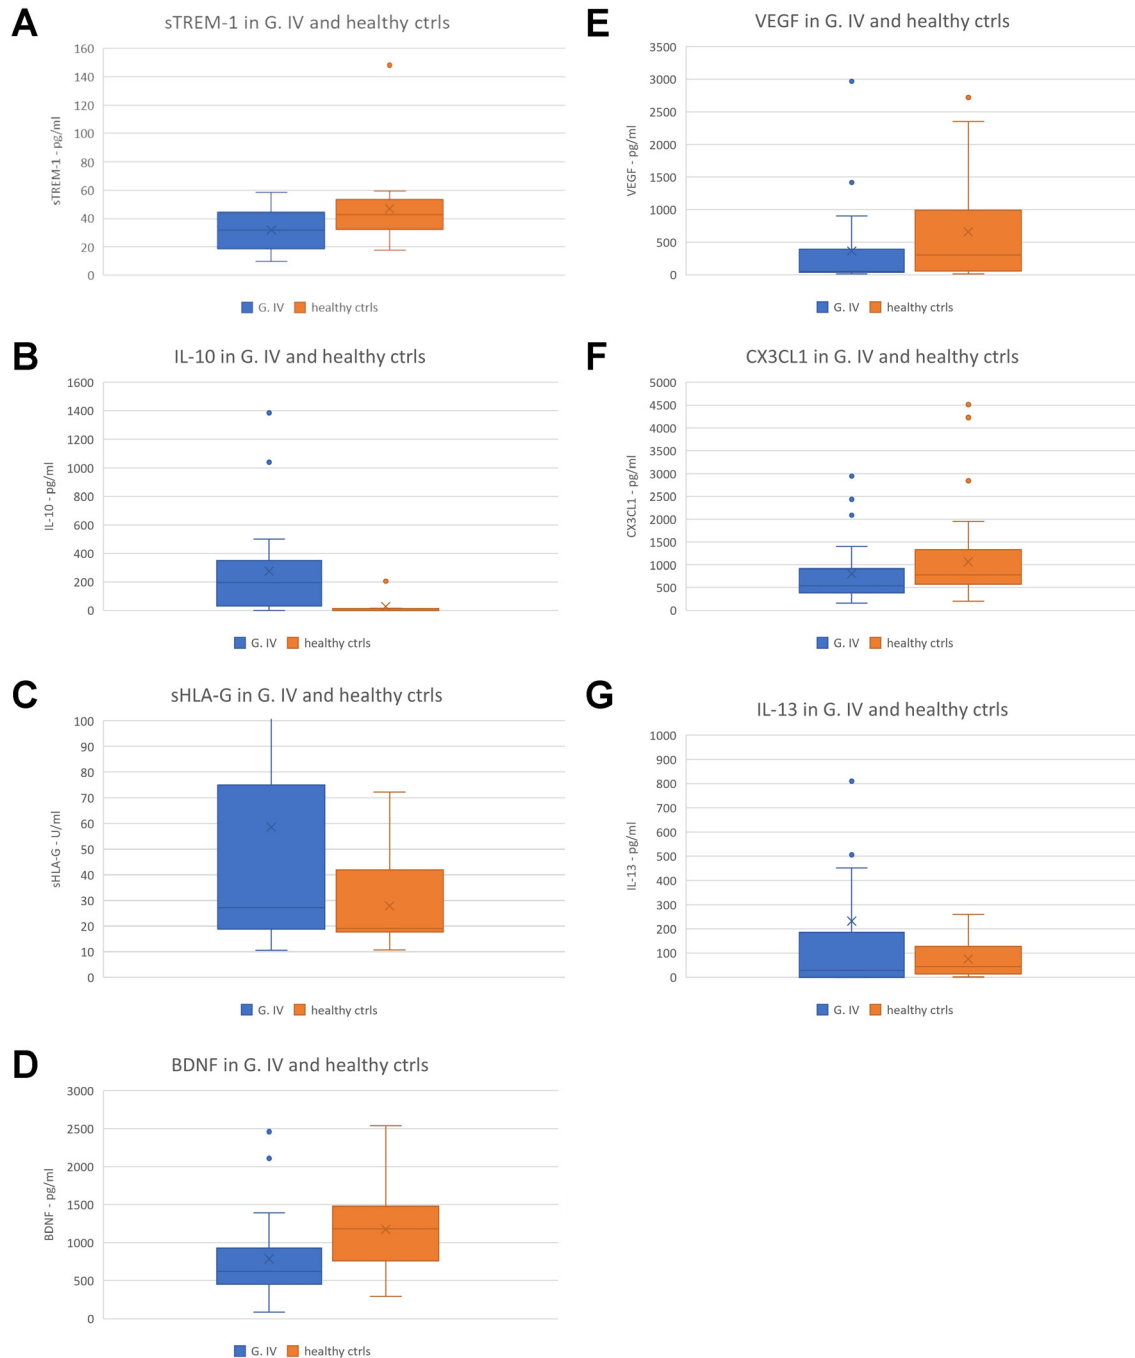 A
sTREM-1 in G. IV and healthy ctrls
sTREM-1 - pg/ml
160
140
120
100
80
60
40
20
0
G. IV healthy ctrls
B
IL-10 in G. IV and healthy ctrls
IL-10 - pg/ml
1600
1400
1200
1000
800
600
400
200
0
G. IV healthy ctrls
C
sHLA-G in G. IV and healthy ctrls
sHLA-G - U/ml
100
90
80
70
60
50
40
30
20
10
0
G. IV healthy ctrls
D
BDNF in G. IV and healthy ctrls
BDNF - pg/ml
3000
2500
2000
1500
1000
500
0
G. IV healthy ctrls
E
VEGF in G. IV and healthy ctrls
VEGF - pg/ml
3500
3000
2500
2000
1500
1000
500
0
G. IV healthy ctrls
F
CX3CL1 in G. IV and healthy ctrls
CX3CL1 - pg/ml
5000
4500
4000
3500
3000
2500
2000
1500
1000
500
0
G. IV healthy ctrls
G
IL-13 in G. IV and healthy ctrls
IL-13 - pg/ml
1000
900
800
700
600
500
400
300
200
100
0
G. IV healthy ctrls